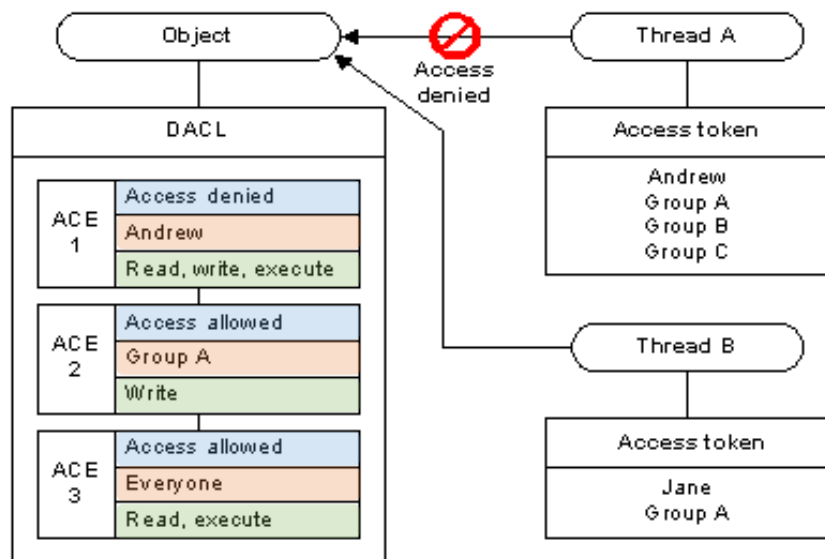 Object
Access
denied
Thread A
DACL
ACE
1
Access denied
Andrew
Read, write, execute
ACE
2
Access allowed
Group A
Write
ACE
3
Access allowed
Everyone
Read, execute
Access token
Andrew
Group A
Group B
Group C
Thread B
Access token
Jane
Group A